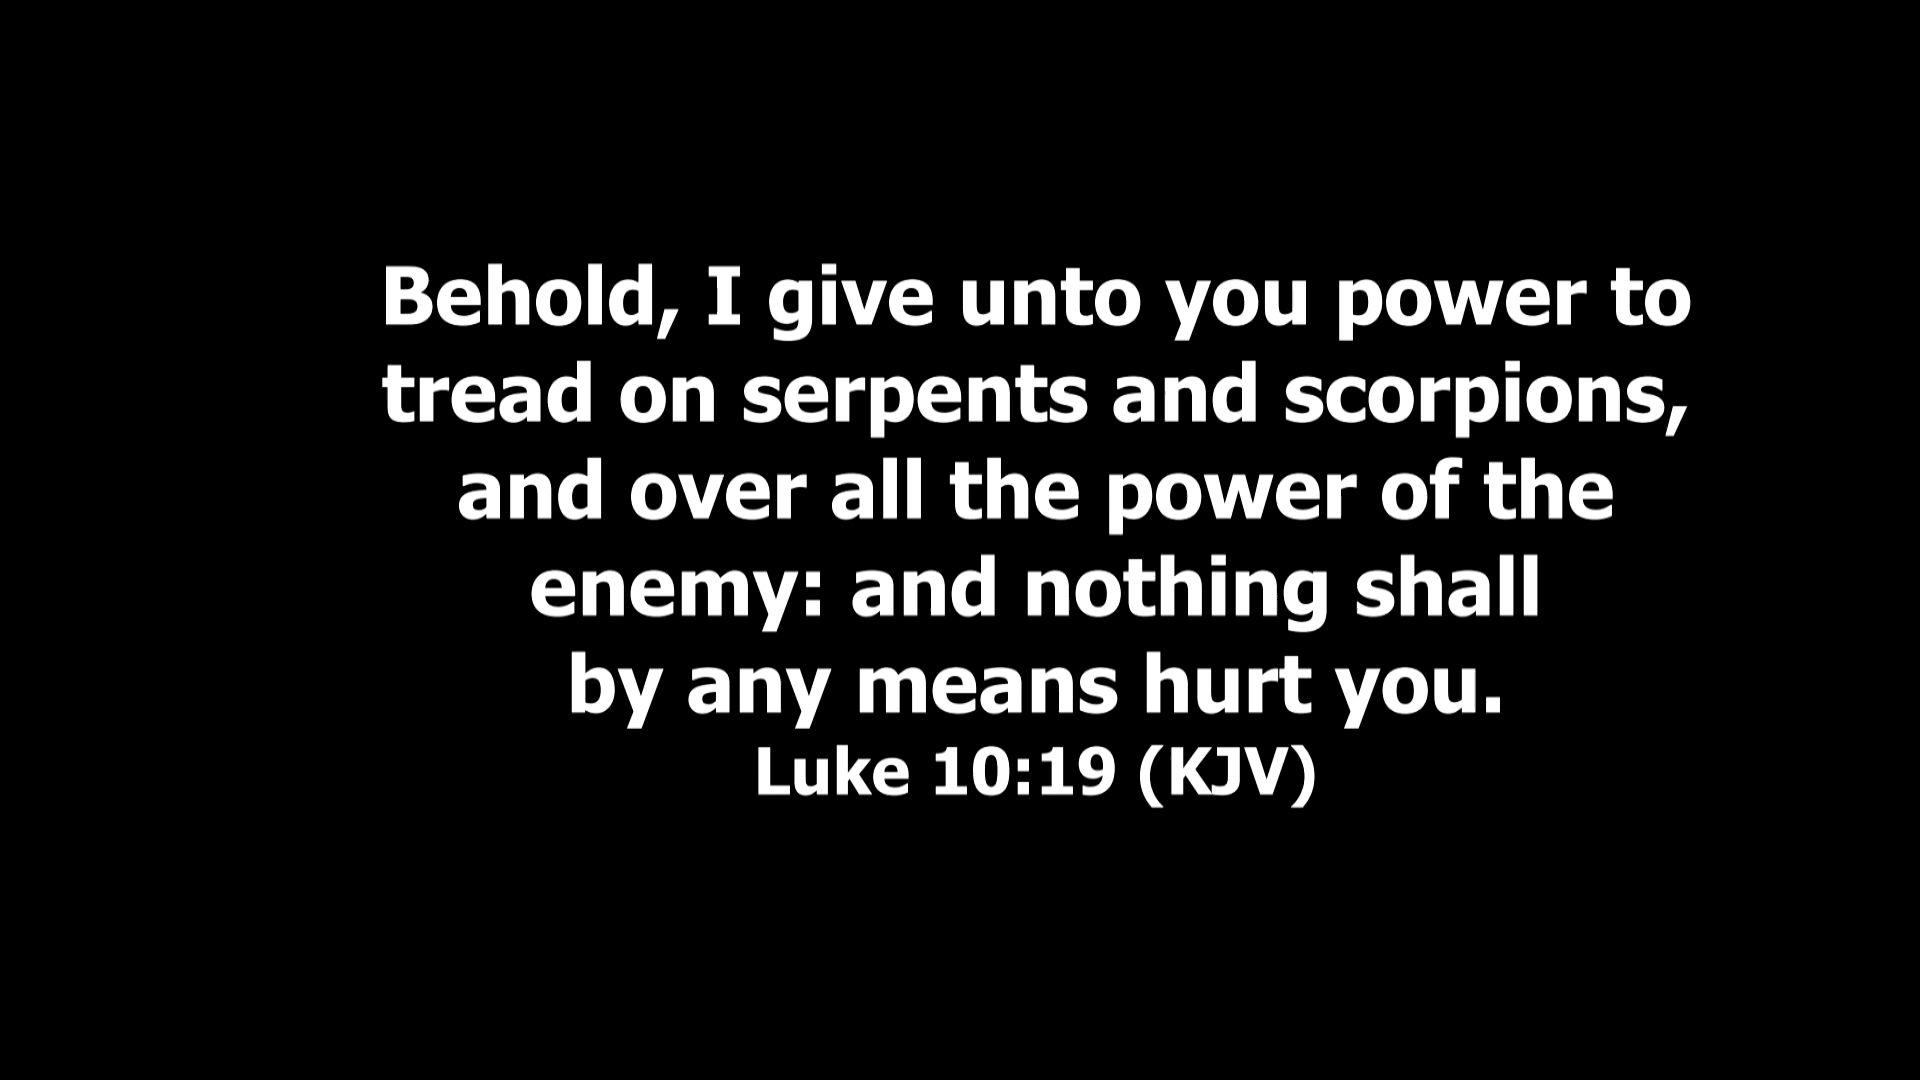 Behold, I give unto you power to
tread on serpents and scorpions,
and over all the power of the
enemy: and nothing shall
by any means hurt you.
Luke 10:19 (KJV)